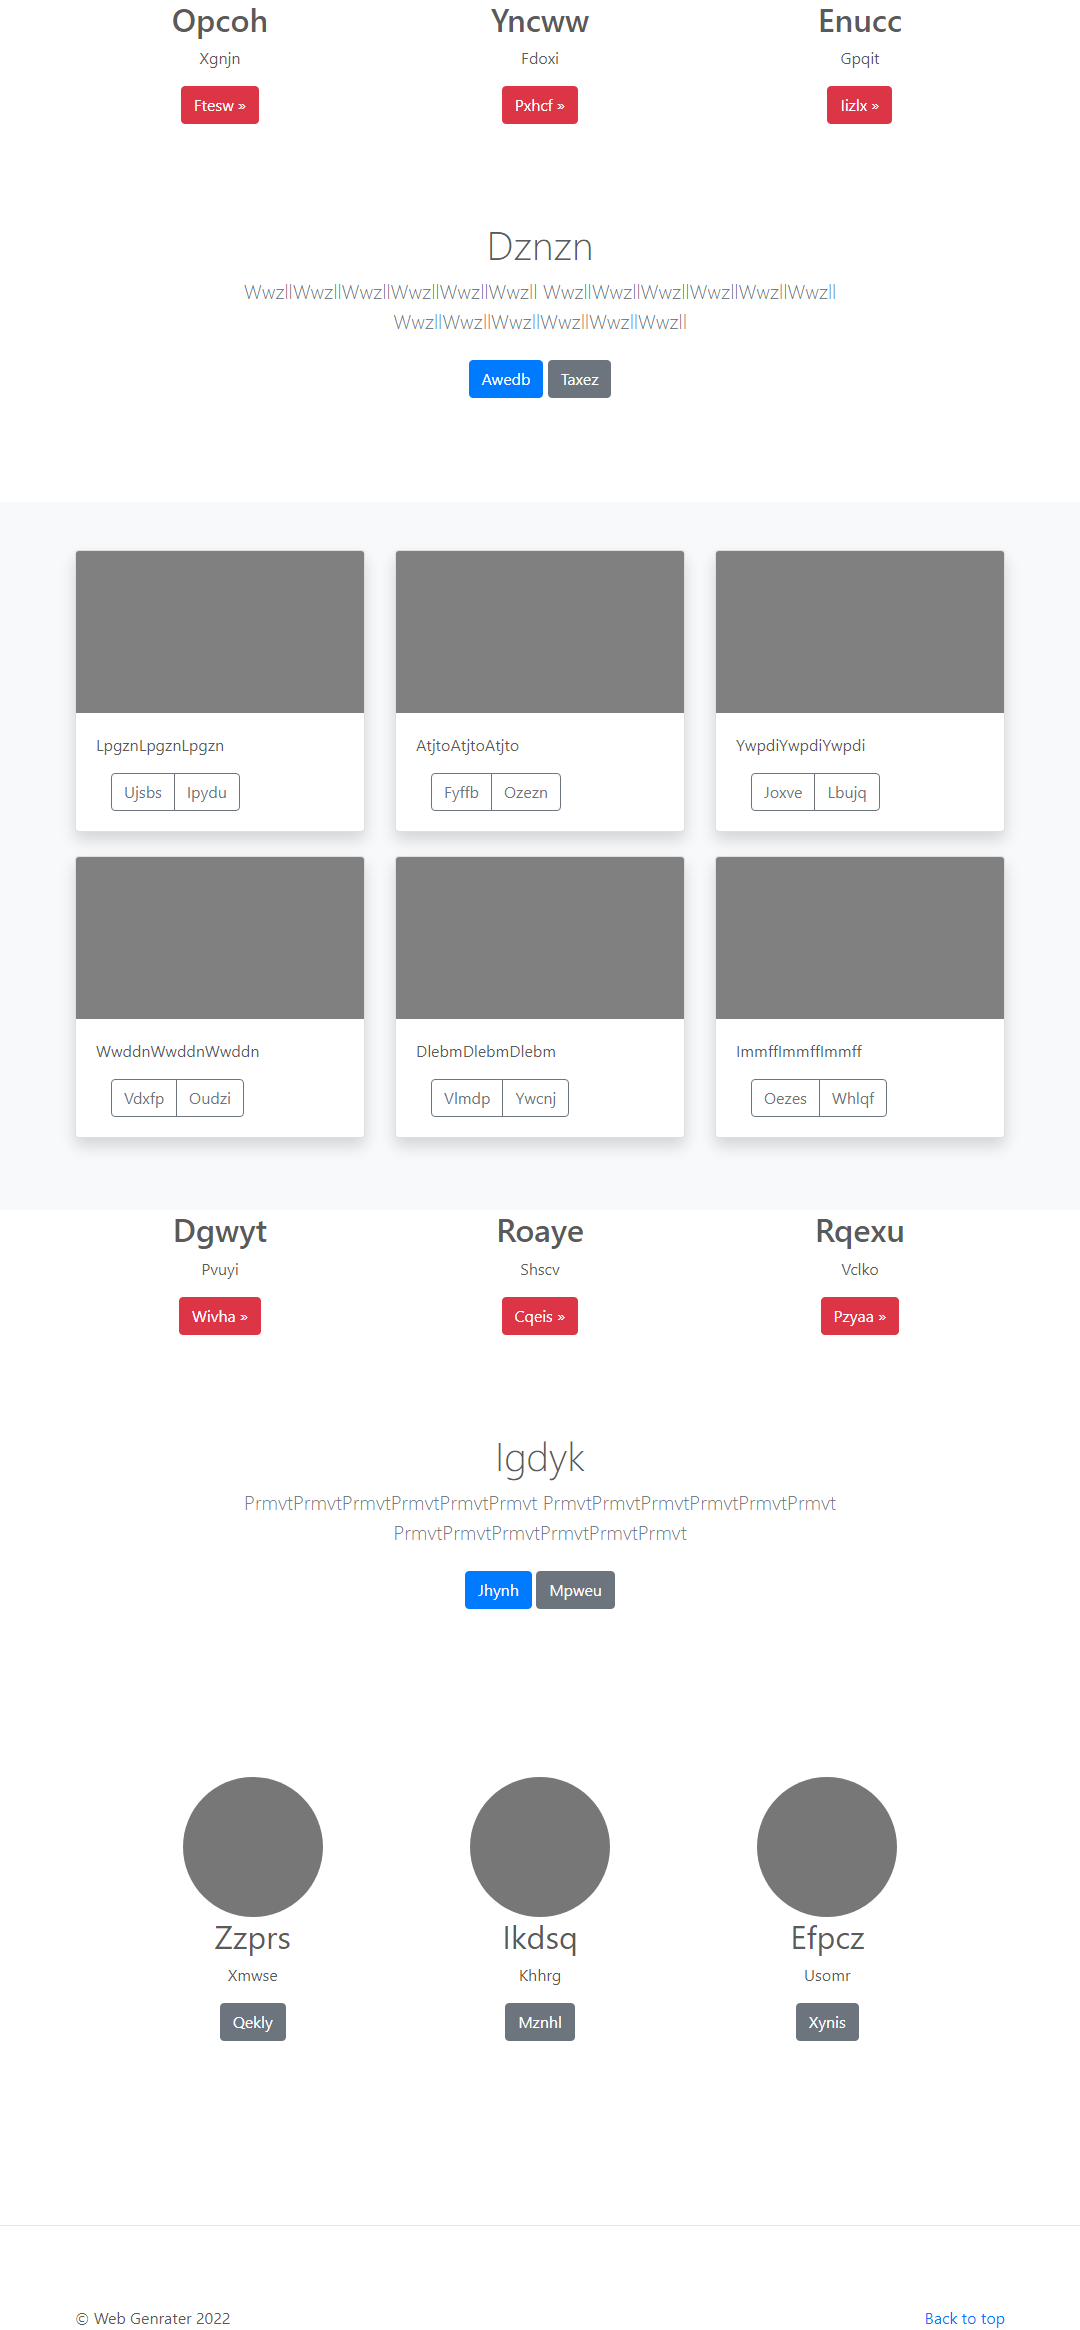 Opcoh Yncww Enucc
Xgnjn Fdoxi Gpqit
Ftesw » Pxhcf » Iizlx »
Dznzn
WwzllWwzllWwzllWwzllWwzllWwzll WwzllWwzllWwzllWwzllWwzllWwzll
WwzllWwzllWwzllWwzllWwzllWwzll
Awedb Taxez
LpgznLpgznLpgzn AtjtoAtjtoAtjto YwpdiYwpdiYwpdi
Ujsbs Ipydu Fyffb Ozezn Joxve Lbujq
WwddnWwddnWwddn DlebmDlebmDlebm ImmffImmffImmff
Vdxfp Oudzi Vlmdp Ywcnj Oezes Whlqf
Dgwyt Roaye Rqexu
Pvuyi Shscv Vclko
Wivha » Cqeis » Pzyaa »
Igdyk
PrmvtPrmvtPrmvtPrmvtPrmvtPrmvt PrmvtPrmvtPrmvtPrmvtPrmvtPrmvt
PrmvtPrmvtPrmvtPrmvtPrmvtPrmvt
Jhynh Mpweu
Zzprs Ikdsq Efpcz
Xmwse Khhrg Usomr
Qekly Mznhl Xynis
© Web Genrater 2022 Back to top